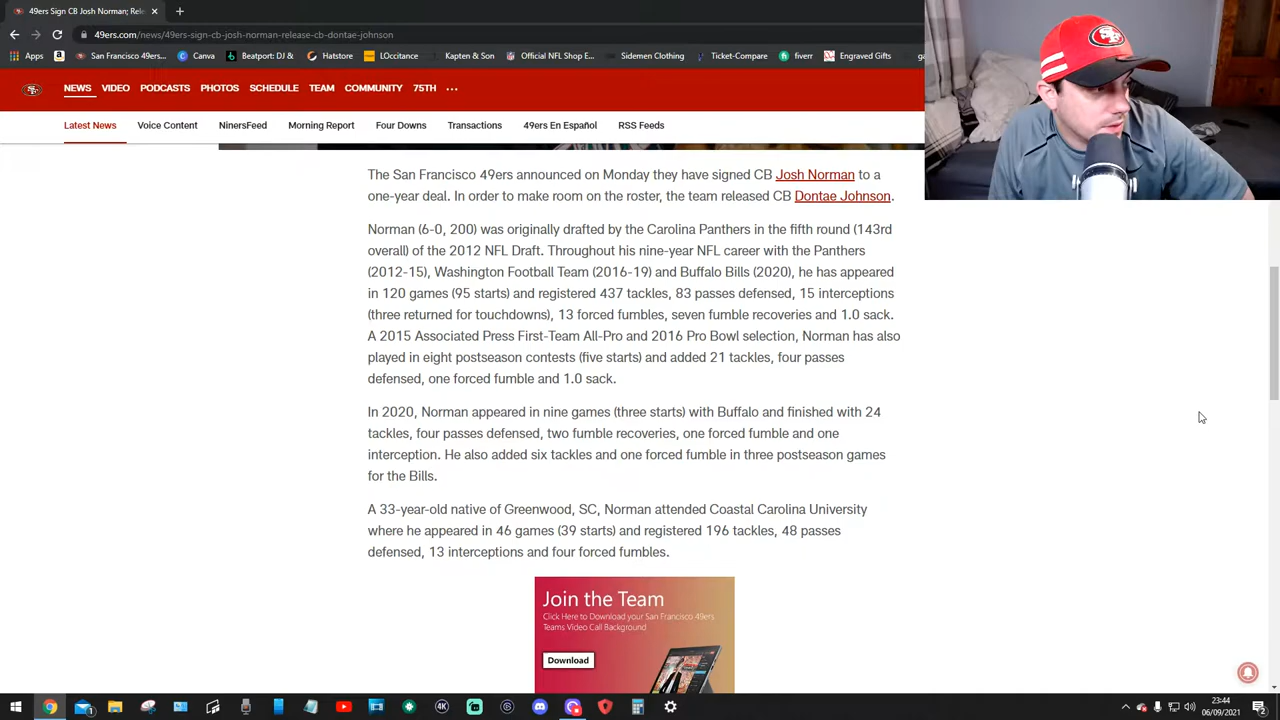 49ers Sign CB Josh Norman; Rele
49ers.com/news/49ers-sign-cb-josh-norman-release-cb-dontae-johnson
Apps San Francisco 49ers... Canva Beatport: DJ & Hatstore LOccitance Kapten & Son Official NFL Shop E... Sidemen Clothing Ticket-Compare fiverr Engraved Gifts
NEWS VIDEO PODCASTS PHOTOS SCHEDULE TEAM COMMUNITY 75TH ...
Latest News Voice Content NinersFeed Morning Report Four Downs Transactions 49ers En Español RSS Feeds
The San Francisco 49ers announced on Monday they have signed CB Josh Norman to a
one-year deal. In order to make room on the roster, the team released CB Dontae Johnson.
Norman (6-0, 200) was originally drafted by the Carolina Panthers in the fifth round (143rd
overall) of the 2012 NFL Draft. Throughout his nine-year NFL career with the Panthers
(2012-15), Washington Football Team (2016-19) and Buffalo Bills (2020), he has appeared
in 120 games (95 starts) and registered 437 tackles, 83 passes defensed, 15 interceptions
(three returned for touchdowns), 13 forced fumbles, seven fumble recoveries and 1.0 sack.
A 2015 Associated Press First-Team All-Pro and 2016 Pro Bowl selection, Norman has also
played in eight postseason contests (five starts) and added 21 tackles, four passes
defensed, one forced fumble and 1.0 sack.
In 2020, Norman appeared in nine games (three starts) with Buffalo and finished with 24
tackles, four passes defensed, two fumble recoveries, one forced fumble and one
interception. He also added six tackles and one forced fumble in three postseason games
for the Bills.
A 33-year-old native of Greenwood, SC, Norman attended Coastal Carolina University
where he appeared in 46 games (39 starts) and registered 196 tackles, 48 passes
defensed, 13 interceptions and four forced fumbles.
Join the Team
Click Here to Download your San Francisco 49ers
Teams Video Call Background
Download
23:44
06/09/2021